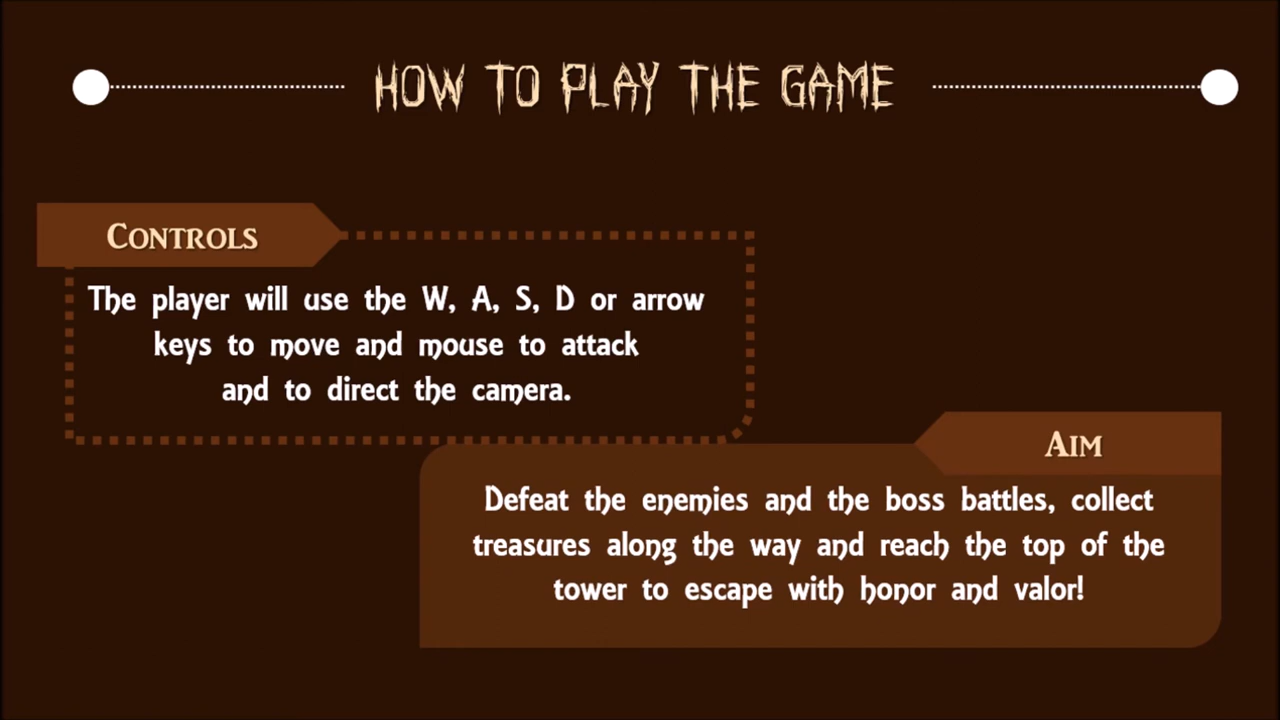 HOW TO PLAY THE GAME
CONTROLS
The player will use the W, A, S, D or arrow
keys to move and mouse to attack
and to direct the camera.
AIM
Defeat the enemies and the boss battles, collect
treasures along the way and reach the top of the
tower to escape with honor and valor!